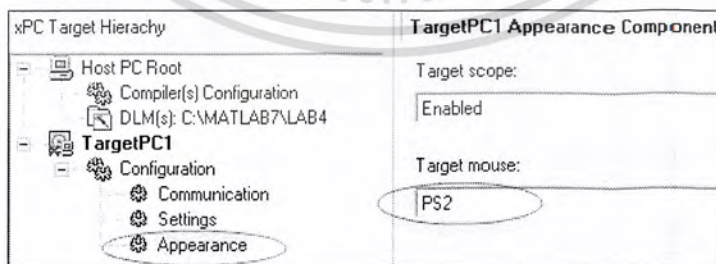 xPC Target Hierachy
Host PC Root
Compiler(s) Configuration
DLM(s): C:\MATLAB7\LAB4
TargetPC1
Configuration
Communication
Settings
Appearance
TargetPC1 Appearance Component
Target scope:
Enabled
Target mouse:
PS2